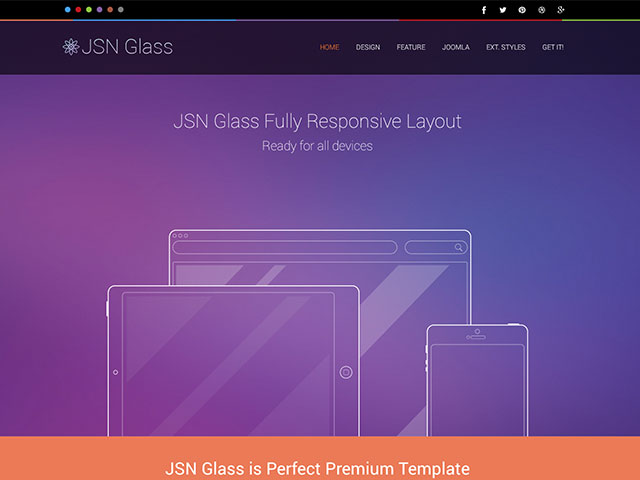 JSN Glass
HOME DESIGN FEATURE JOOMLA EXT. STYLES GET IT!
JSN Glass Fully Responsive Layout
Ready for all devices
JSN Glass is Perfect Premium Template